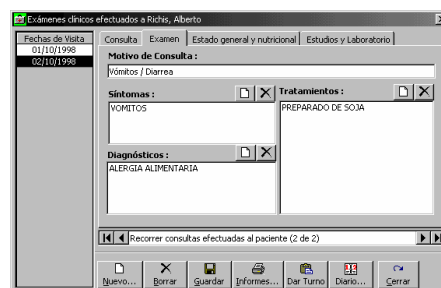 Exámenes clínicos efectuados a Richis, Alberto
Fechas de Visita
01/10/1998
02/10/1998
Consulta Examen Estado general y nutricional Estudios y Laboratorio
Motivo de Consulta :
Vómitos / Diarrea
Síntomas :
VOMITOS
Tratamientos :
PREPARADO DE SOJA
Diagnósticos :
ALERGIA ALIMENTARIA
Recorrer consultas efectuadas al paciente (2 de 2)
Nuevo... Borrar Guardar Informes... Dar Turno Diario... Cerrar